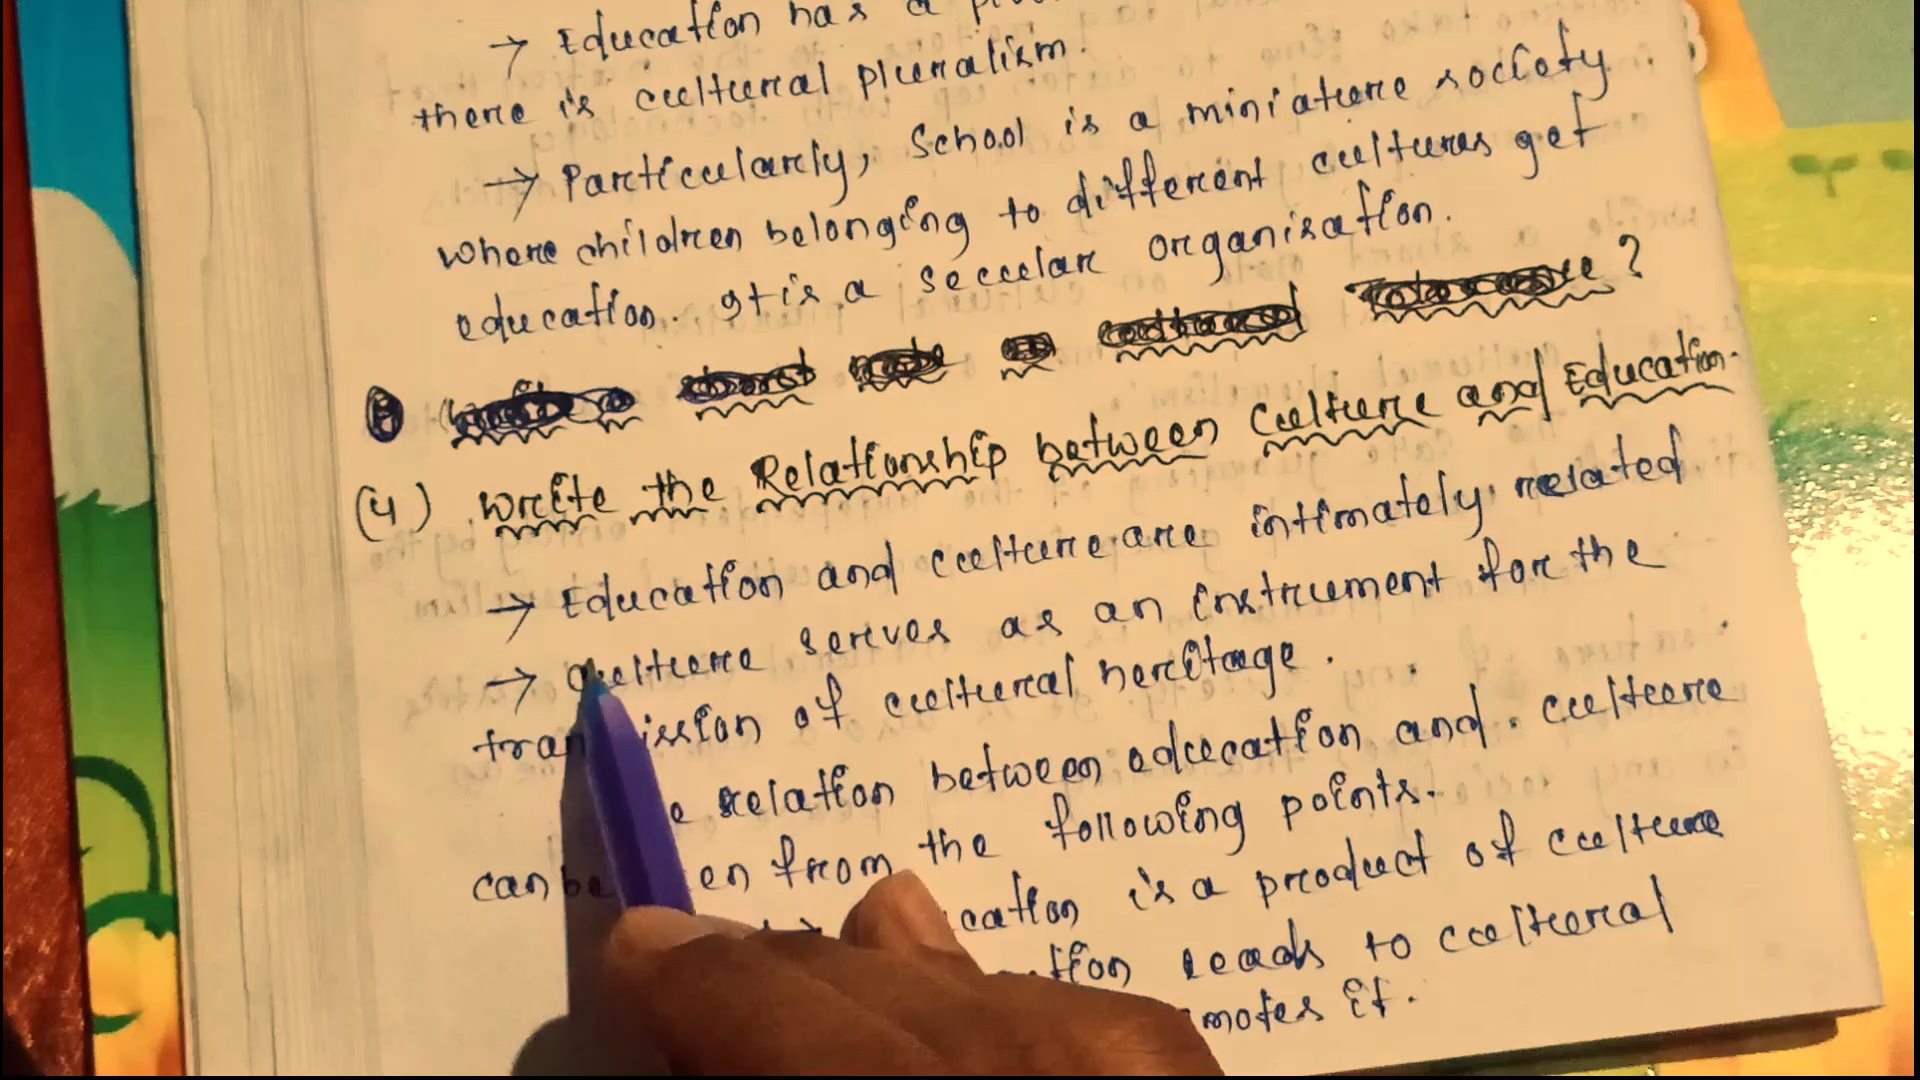 → Education has a
there is cultural pluralism.
→ Particularly, School is a miniature society
where children belonging to different cultures get
education. It is a secular organisation.
(4) Write the Relationship between Culture and Education.
→ Education and culture are intimately related
→ Culture serves as an instrument for the
transmission of cultural heritage.
relation between education and culture
can be en from the following points.
cation is a product of culture
tion leads to cultural
motes it.